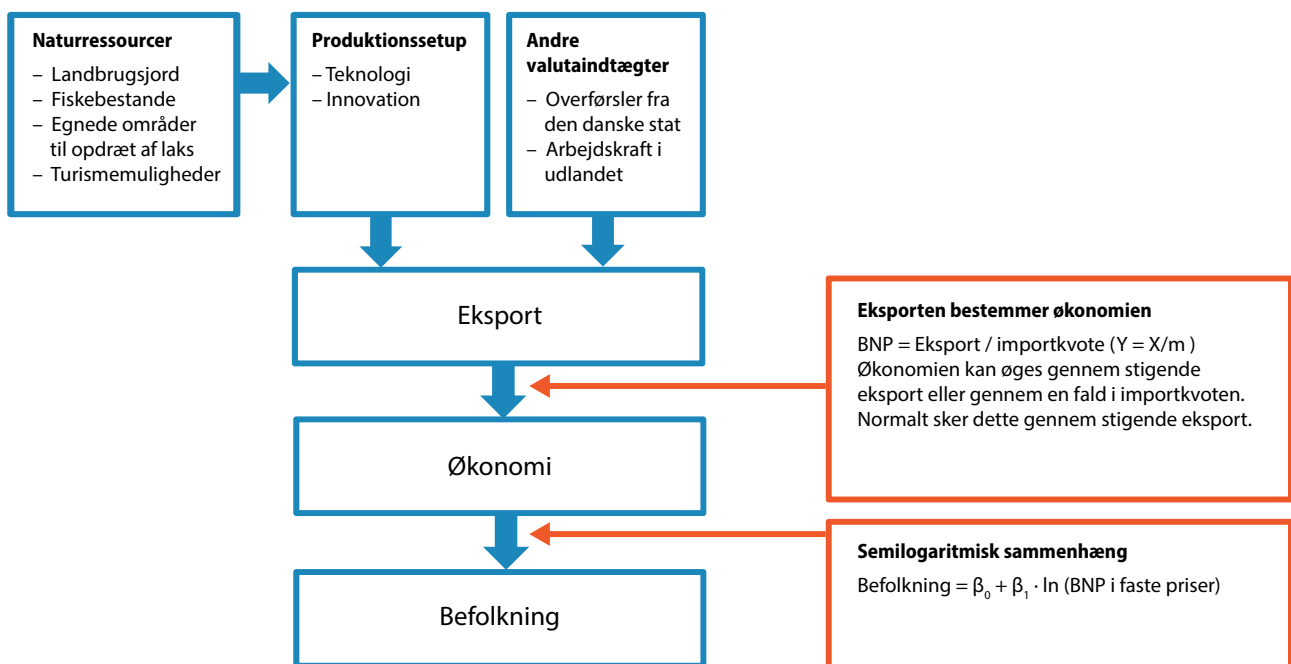 Naturressourcer
– Landbrugsjord
– Fiskebestande
– Egnede områder
til opdræt af laks
– Turismemuligheder
Produktionssetup
– Teknologi
– Innovation
Andre
valutaindtægter
– Overførsler fra
den danske stat
– Arbejdskraft i
udlandet
Eksport
Eksporten bestemmer økonomien
BNP = Eksport / importkvote (Y = X/m )
Økonomien kan øges gennem stigende
eksport eller gennem en fald i importkvoten.
Normalt sker dette gennem stigende eksport.
Økonomi
Semilogaritmisk sammenhæng
Befolkning = β₀ + β₁ · ln (BNP i faste priser)
Befolkning